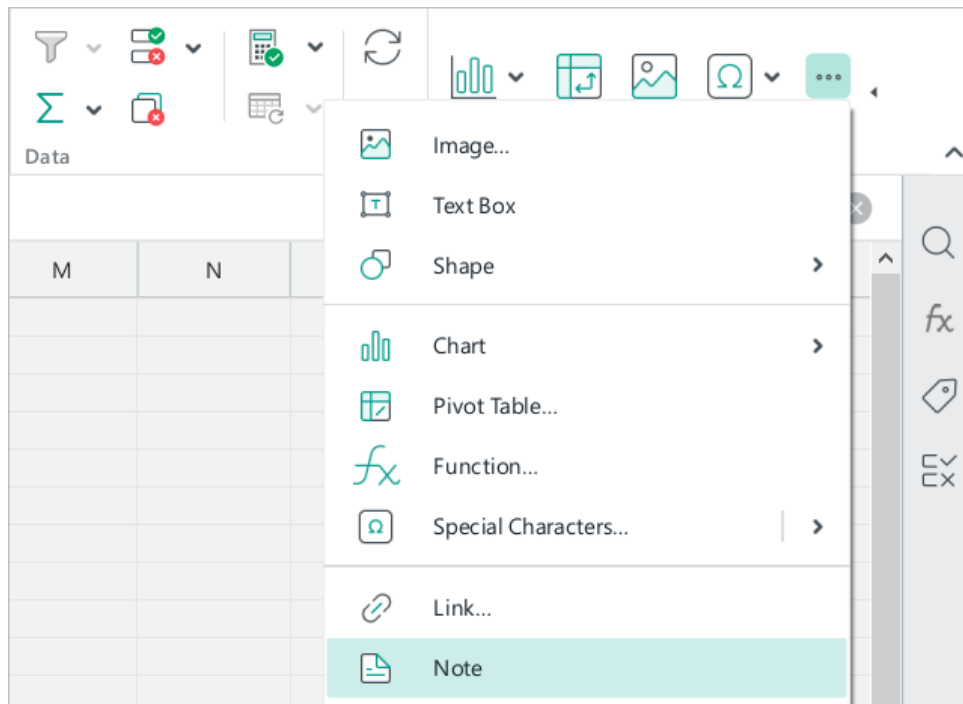 Data
M
N
Image...
Text Box
Shape
Chart
Pivot Table...
Function...
Special Characters...
Link...
Note